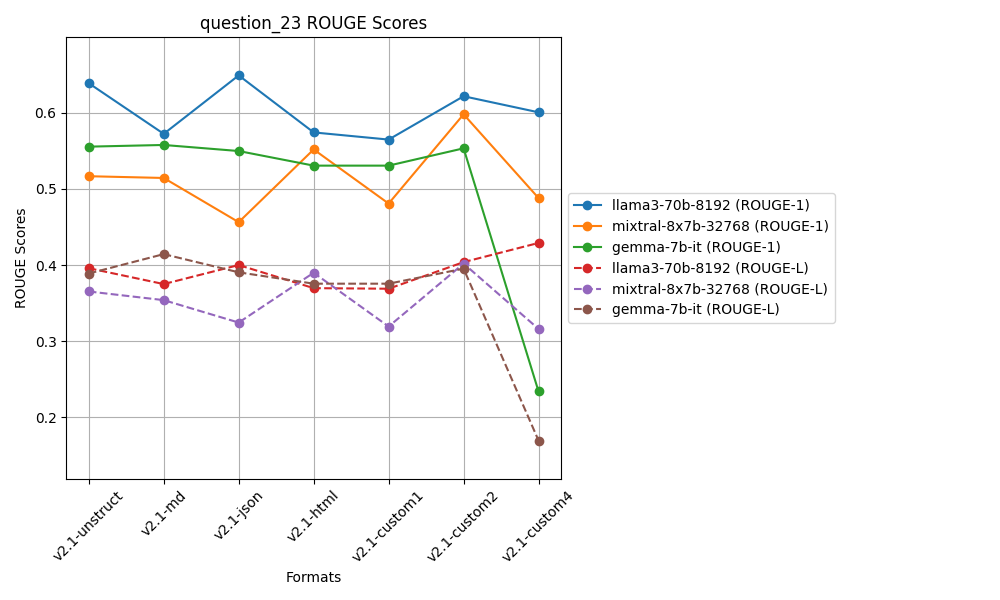 question_23 ROUGE Scores
ROUGE Scores
0.6
0.5
0.4
0.3
0.2
v2.1-unstruct
v2.1-md
v2.1-json
v2.1-html
v2.1-custom1
v2.1-custom2
v2.1-custom4
Formats
llama3-70b-8192 (ROUGE-1)
mixtral-8x7b-32768 (ROUGE-1)
gemma-7b-it (ROUGE-1)
llama3-70b-8192 (ROUGE-L)
mixtral-8x7b-32768 (ROUGE-L)
gemma-7b-it (ROUGE-L)